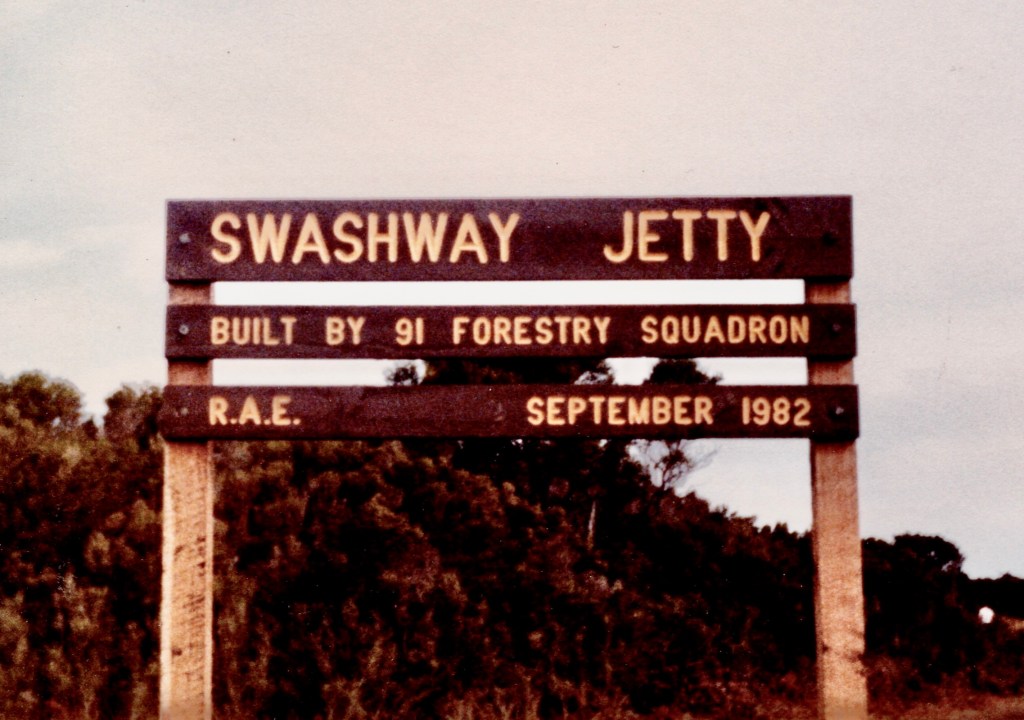 SWASHWAY JETTY
BUILT BY 91 FORESTRY SQUADRON
R.A.E. SEPTEMBER 1982